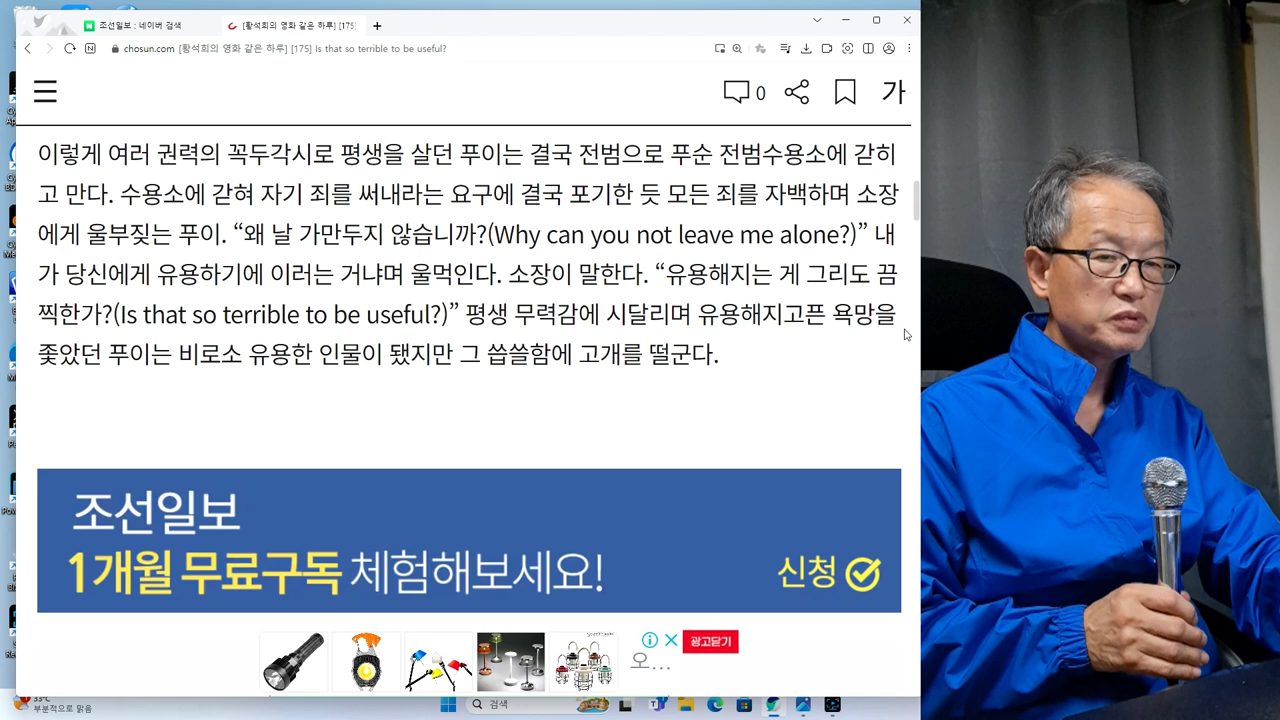 조선일보 : 네이버 검색
[황석희의 영화 같은 하루] [175]
chosun.com [황석희의 영화 같은 하루] [175] Is that so terrible to be useful?
0
가
이렇게 여러 권력의 꼭두각시로 평생을 살던 푸이는 결국 전범으로 푸순 전범수용소에 갇히
고 만다. 수용소에 갇혀 자기 죄를 써내라는 요구에 결국 포기한 듯 모든 죄를 자백하며 소장
에게 울부짖는 푸이. “왜 날 가만두지 않습니까?(Why can you not leave me alone?)” 내
가 당신에게 유용하기에 이러는 거냐며 울먹인다. 소장이 말한다. “유용해지는 게 그리도 끔
찍한가?(Is that so terrible to be useful?)” 평생 무력감에 시달리며 유용해지고픈 욕망을
좇았던 푸이는 비로소 유용한 인물이 됐지만 그 씁쓸함에 고개를 떨군다.
조선일보
1개월 무료구독 체험해보세요!
신청
광고닫기
오...
33°C
부분적으로 맑음
검색